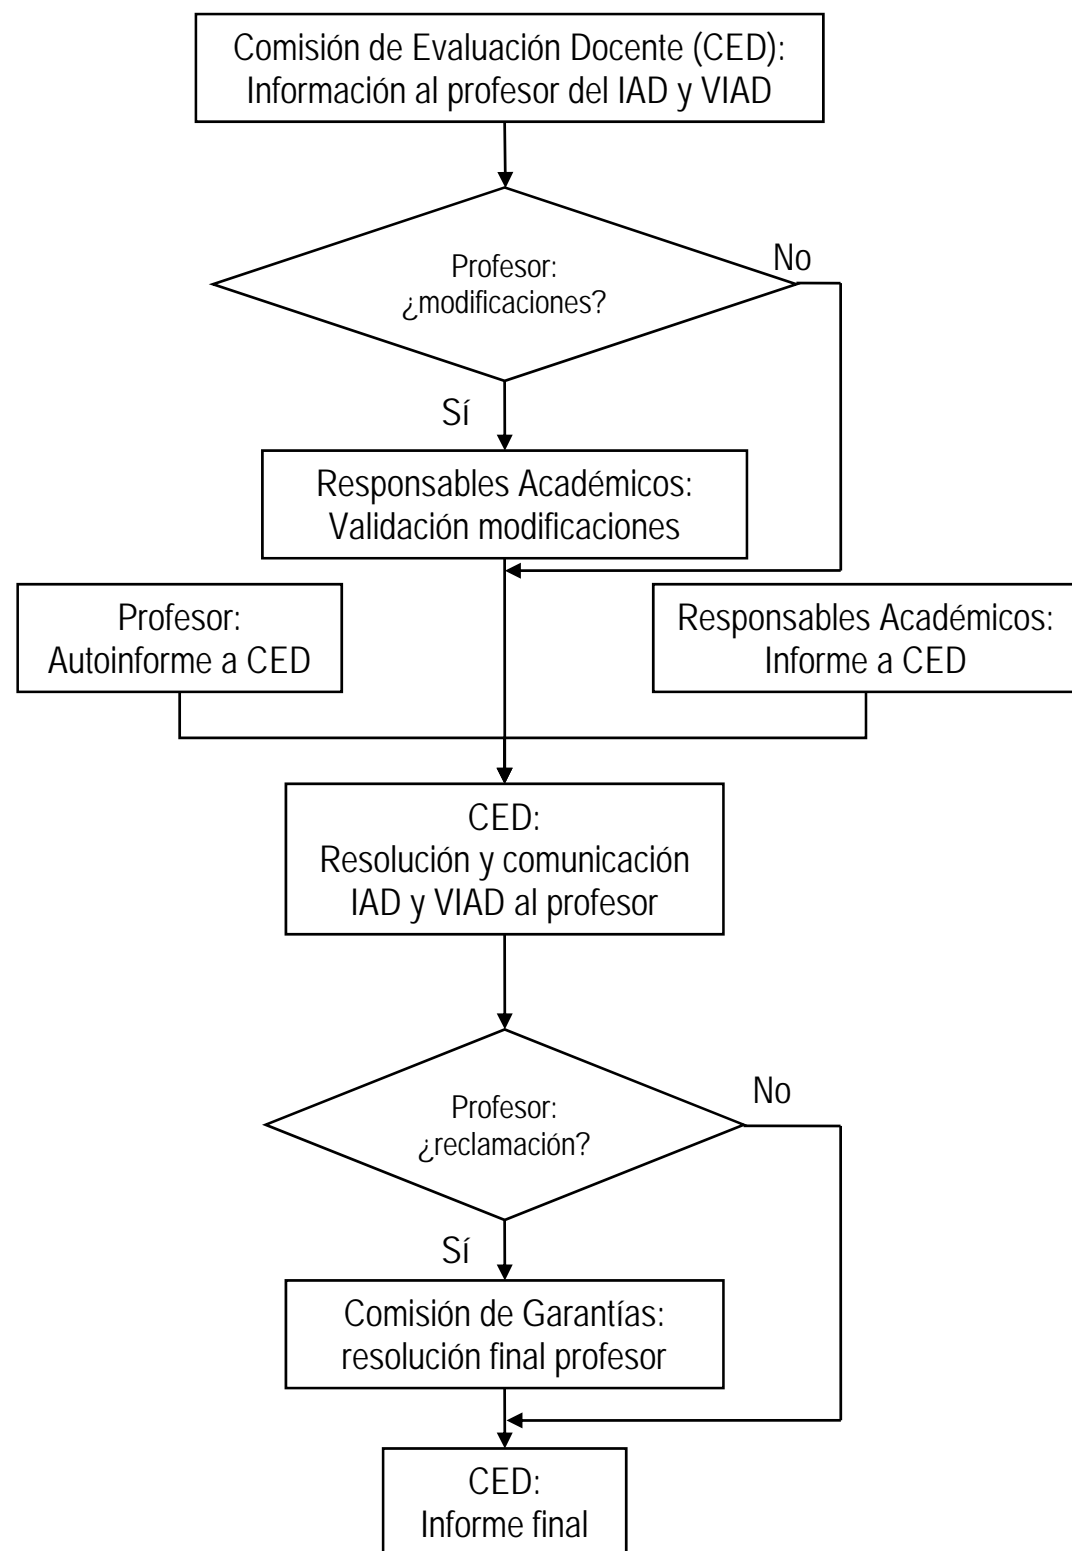 Comisión de Evaluación Docente (CED):
Información al profesor del IAD y VIAD
Profesor:
¿modificaciones?
No
Sí
Responsables Académicos:
Validación modificaciones
Profesor:
Autoinforme a CED
Responsables Académicos:
Informe a CED
CED:
Resolución y comunicación
IAD y VIAD al profesor
Profesor:
¿reclamación?
No
Sí
Comisión de Garantías:
resolución final profesor
CED:
Informe final